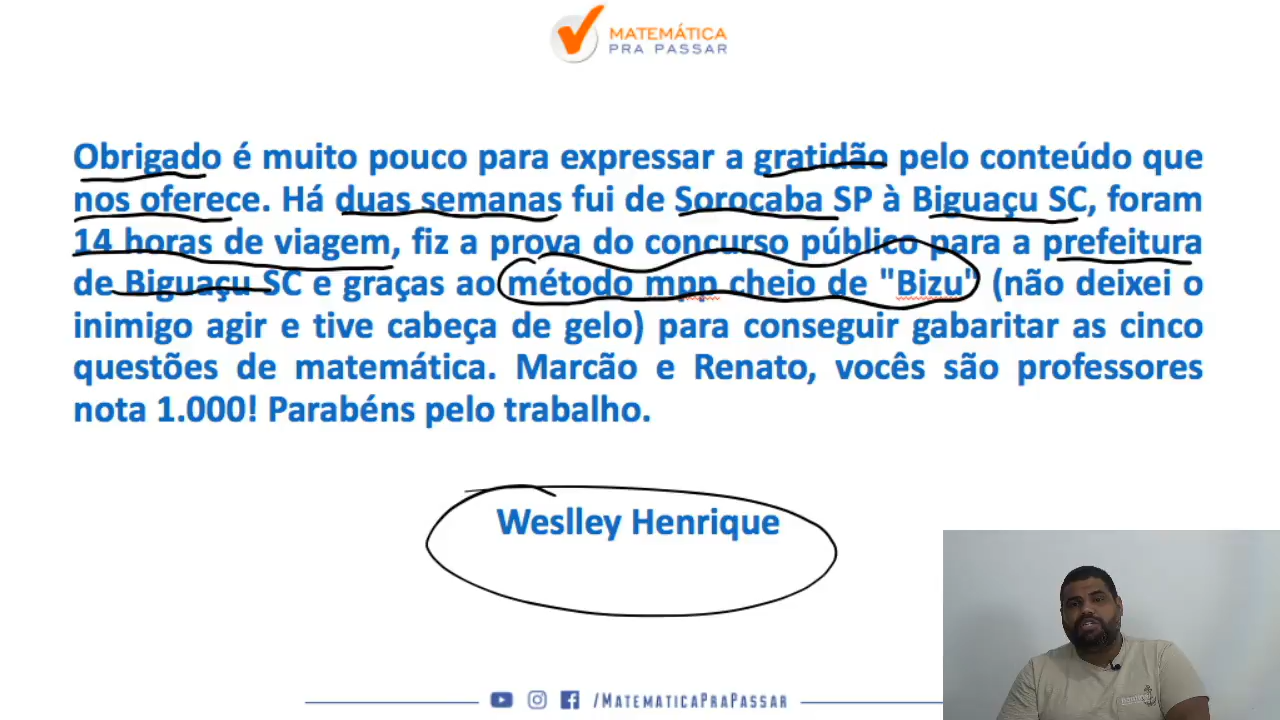 MATEMÁTICA
PRA PASSAR
Obrigado é muito pouco para expressar a gratidão pelo conteúdo que
nos oferece. Há duas semanas fui de Sorocaba SP à Biguaçu SC, foram
14 horas de viagem, fiz a prova do concurso público para a prefeitura
de Biguaçu SC e graças ao método mpp cheio de "Bizu" (não deixei o
inimigo agir e tive cabeça de gelo) para conseguir gabaritar as cinco
questões de matemática. Marcão e Renato, vocês são professores
nota 1.000! Parabéns pelo trabalho.
Weslley Henrique
/MATEMATICAPRAPASSAR